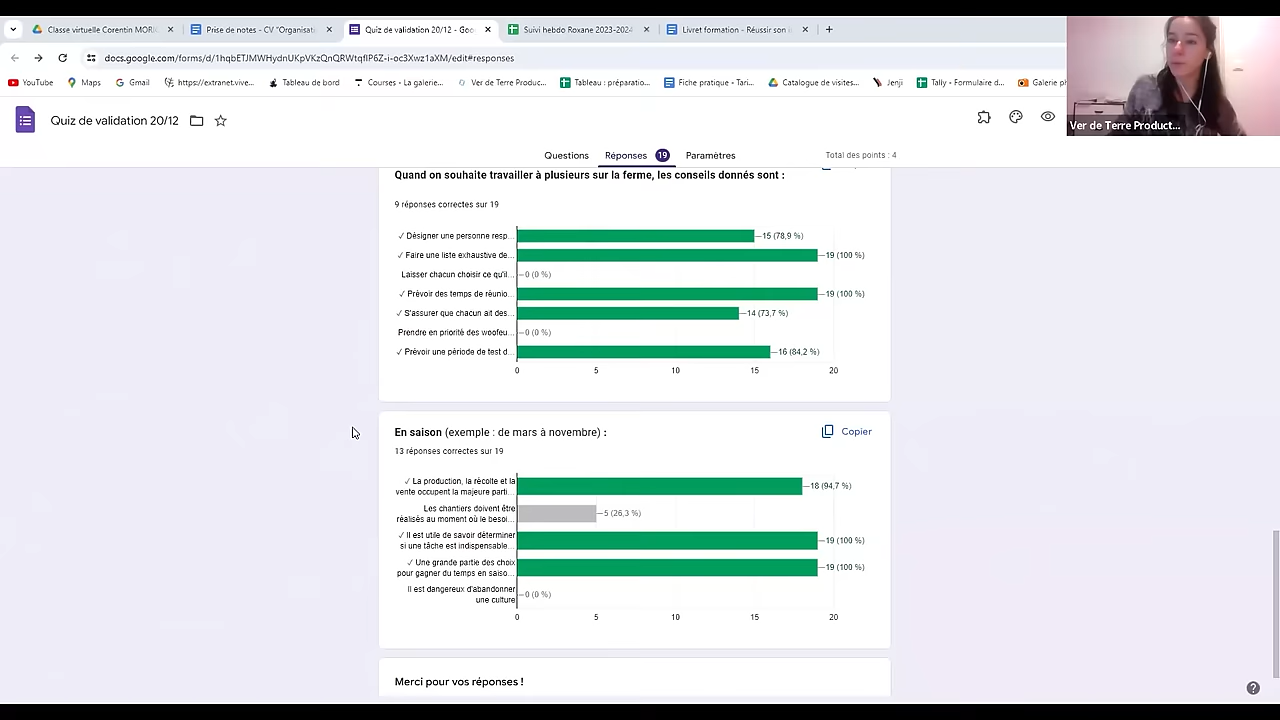 Classe virtuelle Corentin MORI
Prise de notes - CV "Organisati
Quiz de validation 20/12 - Goo
Suivi hebdo Roxane 2023-2024
Livret formation - Réussir son i
docs.google.com/forms/d/1hqbETJMWHydnUKpVKzQnQRWtqfIP6Z-i-oc3Xwz1aXM/edit#responses
YouTube
Maps
Gmail
https://extranet.vive...
Tableau de bord
Courses - La galerie...
Ver de Terre Produc...
Tableau : préparatio...
Fiche pratique - Tari...
Catalogue de visites...
Jenji
Tally - Formulaire d...
Galerie p
Ver de Terre Product...
Quiz de validation 20/12
Questions
Réponses 19
Paramètres
Total des points : 4
Quand on souhaite travailler à plusieurs sur la ferme, les conseils donnés sont :
9 réponses correctes sur 19
✓ Désigner une personne resp... 15 (78,9 %)
✓ Faire une liste exhaustive de... 19 (100 %)
Laisser chacun choisir ce qu'il... 0 (0 %)
✓ Prévoir des temps de réunio... 19 (100 %)
✓ S'assurer que chacun ait des... 14 (73,7 %)
Prendre en priorité des woofeu... 0 (0 %)
✓ Prévoir une période de test d... 16 (84,2 %)
0 5 10 15 20
En saison (exemple : de mars à novembre) :
Copier
13 réponses correctes sur 19
✓ La production, la récolte et la
vente occupent la majeure parti... 18 (94,7 %)
Les chantiers doivent être
réalisés au moment où le besoi... 5 (26,3 %)
✓ Il est utile de savoir déterminer
si une tâche est indispensable... 19 (100 %)
✓ Une grande partie des choix
pour gagner du temps en saiso... 19 (100 %)
Il est dangereux d'abandonner
une culture 0 (0 %)
0 5 10 15 20
Merci pour vos réponses !